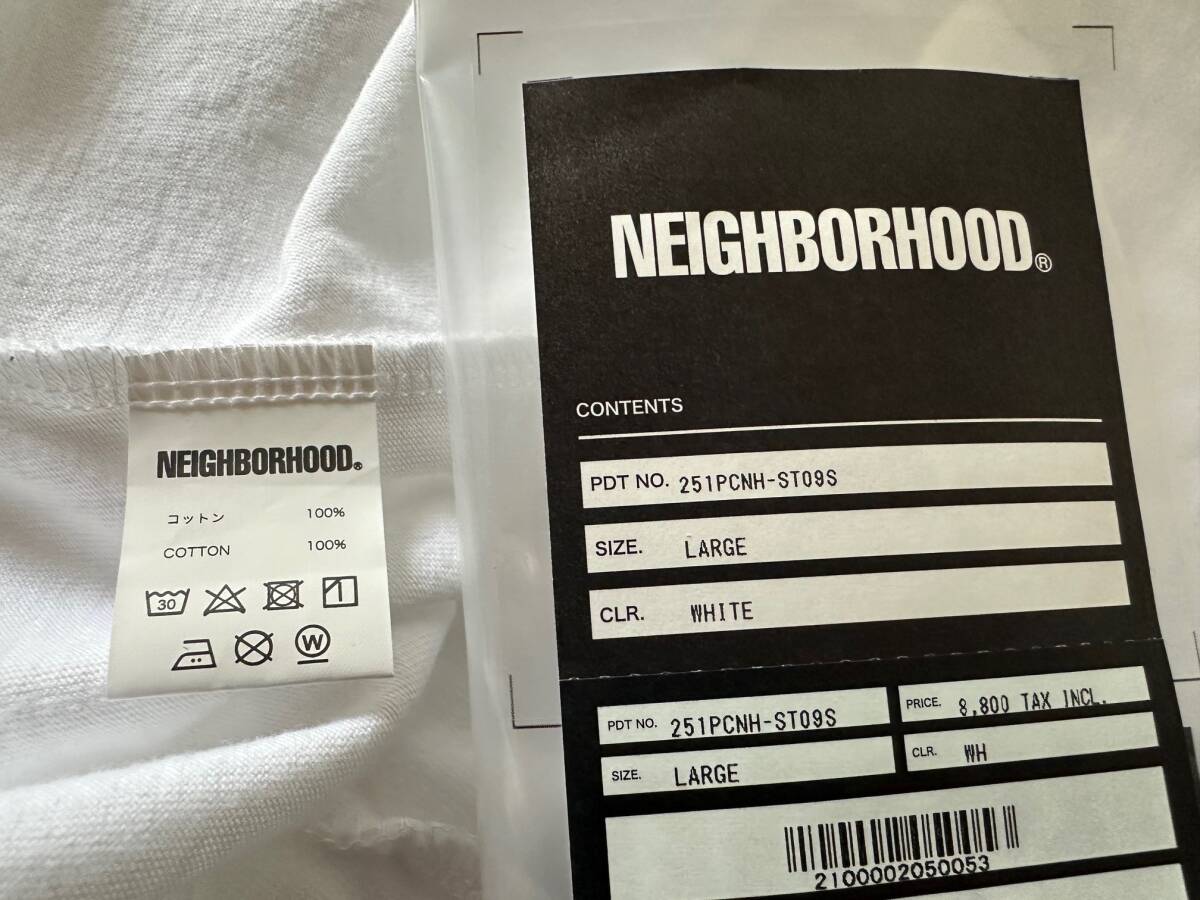 NEIGHBORHOOD®
コットン 100%
COTTON 100%
30
W
NEIGHBORHOOD®
CONTENTS
PDT NO. 251PCNH-ST09S
SIZE. LARGE
CLR. WHITE
PDT NO. 251PCNH-ST09S
PRICE. 8,800 TAX INCL.
SIZE. LARGE
CLR. WH
2100002050053